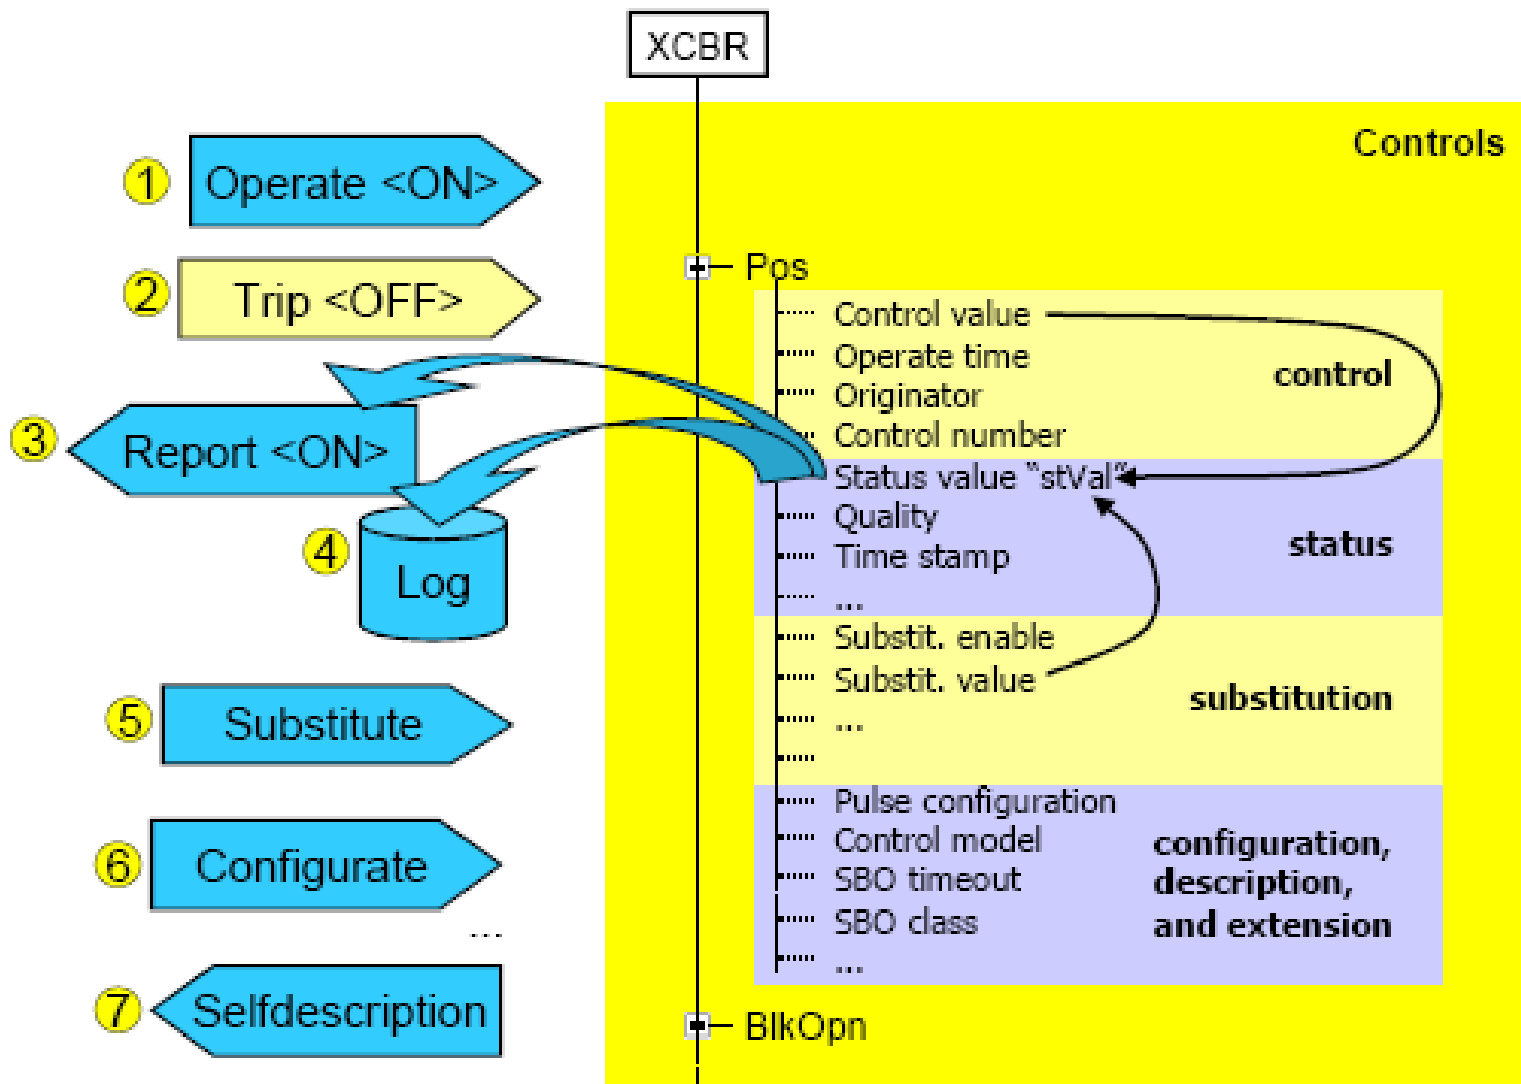 XCBR
Controls
1 Operate <ON>
2 Trip <OFF>
3 Report <ON>
4 Log
5 Substitute
6 Configurate
...
7 Selfdescription
Pos
Control value
Operate time
Originator
Control number
control
Status value “stVal”
Quality
Time stamp
...
status
Substit. enable
Substit. value
...
substitution
Pulse configuration
Control model
SBO timeout
SBO class
...
configuration,
description,
and extension
BlkOpn